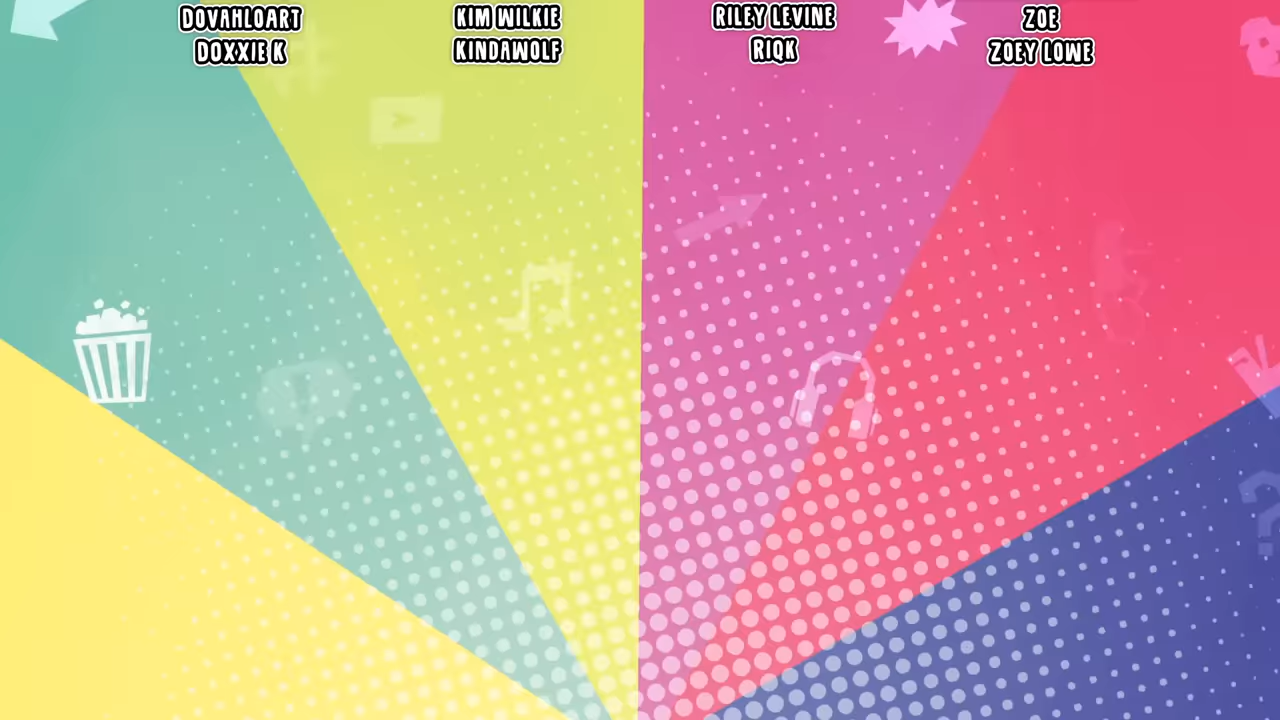 DOVAHLOART
DOXXIE K
KIM WILKIE
KINDAWOLF
RILEY LEVINE
RIQK
ZOE
ZOEY LOWE